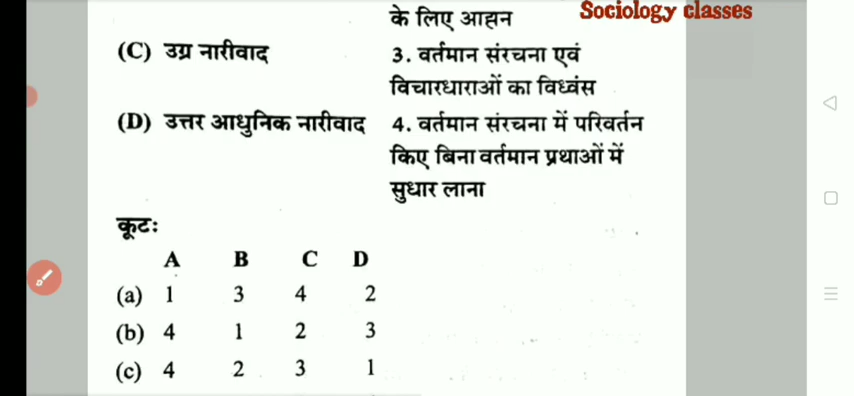 के लिए आह्वान
Sociology classes
(C) उग्र नारीवाद 3. वर्तमान संरचना एवं
विचारधाराओं का विध्वंस
(D) उत्तर आधुनिक नारीवाद 4. वर्तमान संरचना में परिवर्तन
किए बिना वर्तमान प्रथाओं में
सुधार लाना
कूटः
A B C D
(a) 1 3 4 2
(b) 4 1 2 3
(c) 4 2 3 1